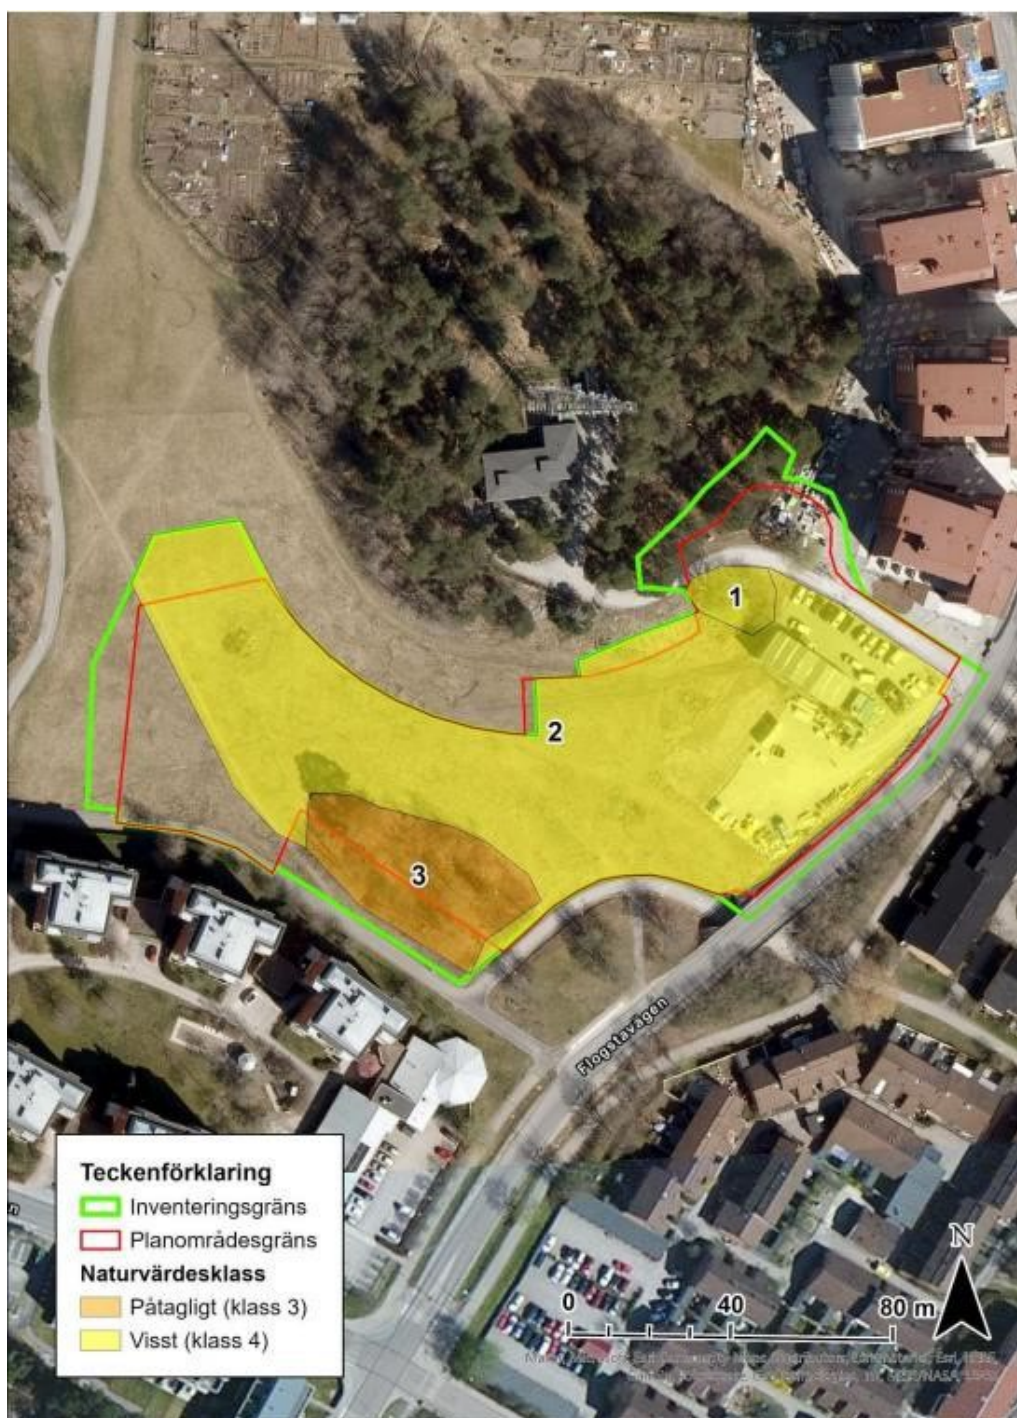 1
2
3
Flogstavägen
Teckenförklaring
Inventeringsgräns
Planområdesgräns
Naturvärdesklass
Påtagligt (klass 3)
Visst (klass 4)
n
N
0 40 80 m